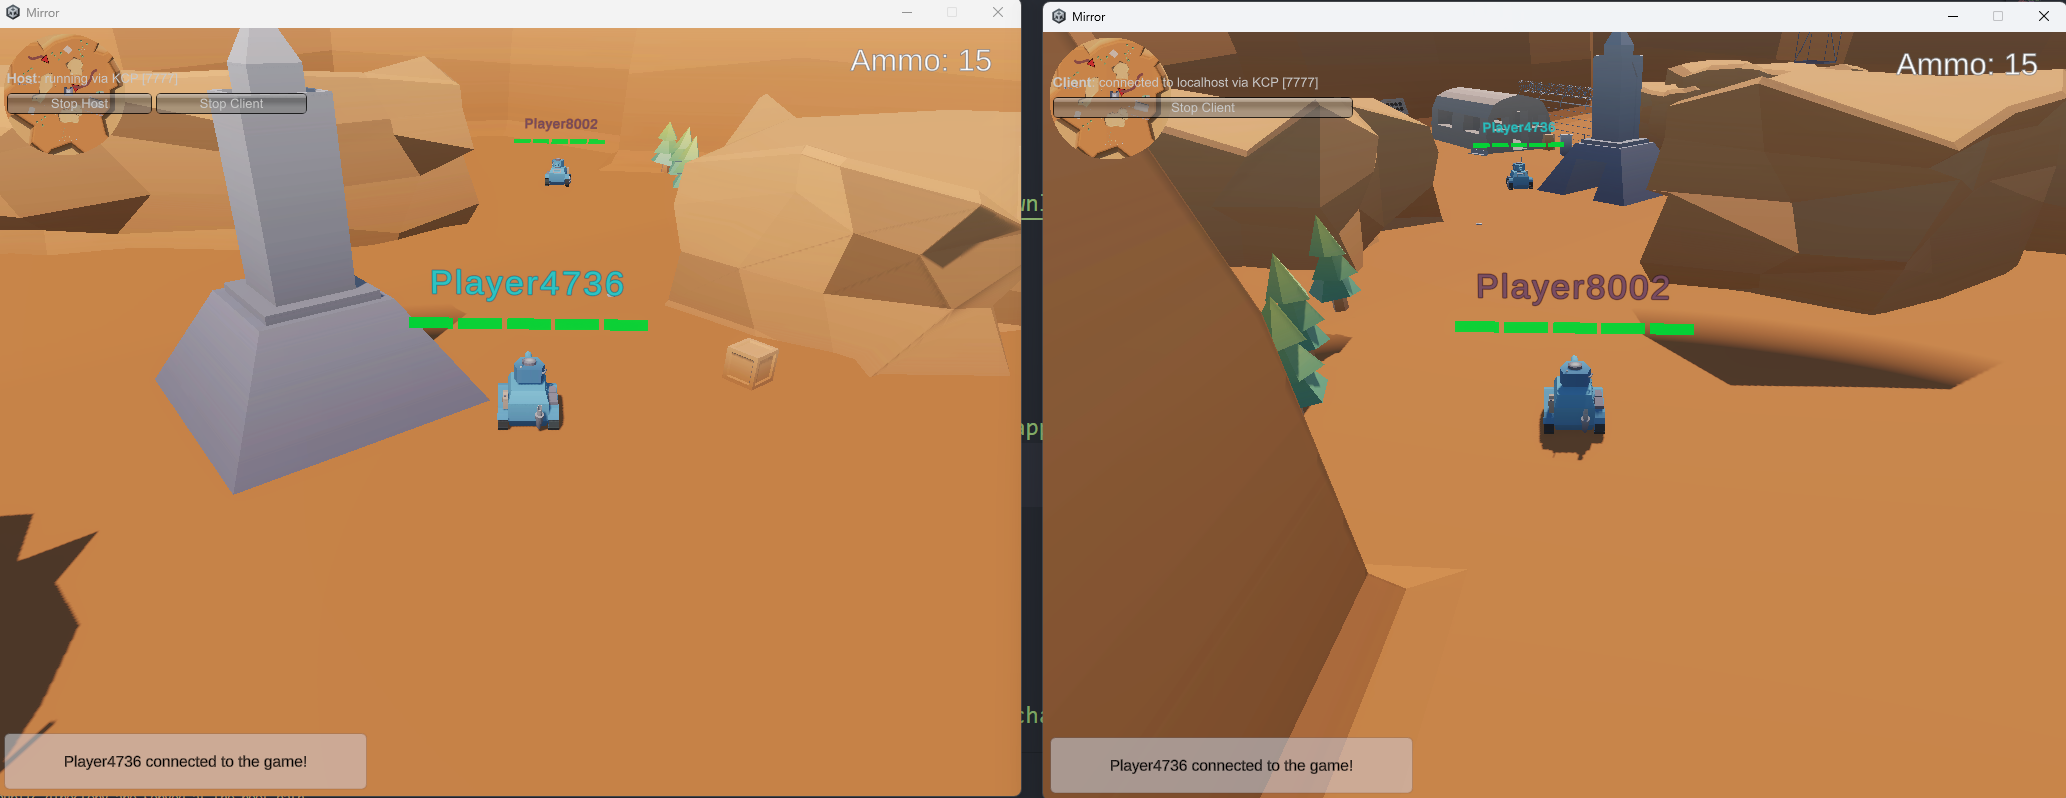 Mirror
Ammo: 15
Host: running via KCP [7777]
Stop Host
Stop Client
Player8002
Player4736
Player4736 connected to the game!
Mirror
Ammo: 15
Client: connected to localhost via KCP [7777]
Stop Client
Player4736
Player8002
Player4736 connected to the game!